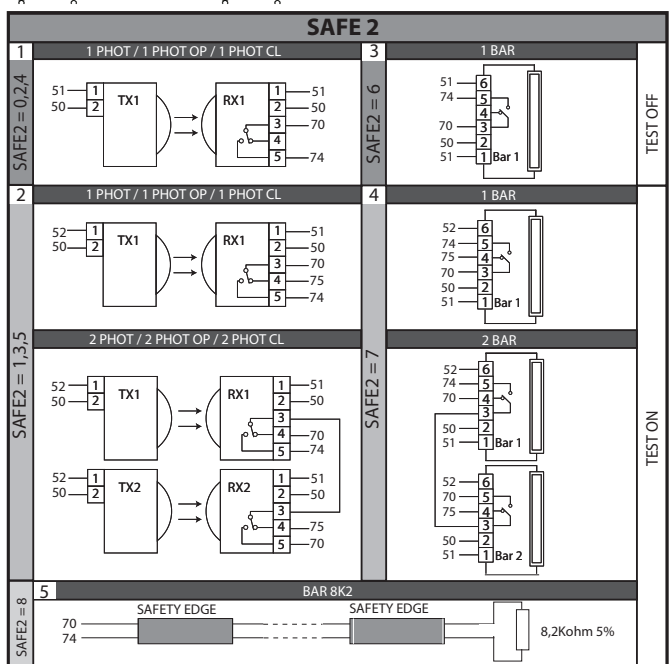 SAFE 2
1
1 PHOT / 1 PHOT OP / 1 PHOT CL
SAFE2 = 0,2,4
51 1
50 2
TX1
RX1
1 51
2 50
3 70
4
5 74
3
1 BAR
SAFE2 = 6
51 6
74 5
4
70 3
50 2
51 1 Bar 1
TEST OFF
2
1 PHOT / 1 PHOT OP / 1 PHOT CL
SAFE2 = 1,3,5
52 1
50 2
TX1
RX1
1 51
2 50
3 70
4 75
5 74
2 PHOT / 2 PHOT OP / 2 PHOT CL
52 1
50 2
TX1
RX1
1 51
2 50
3
4 70
5 74
52 1
50 2
TX2
RX2
1 51
2 50
3
4 75
5 70
4
1 BAR
SAFE2 = 7
52 6
74 5
75 4
70 3
50 2
51 1 Bar 1
2 BAR
52 6
74 5
70 4
3
50 2
51 1 Bar 1
52 6
70 5
75 4
3
50 2
51 1 Bar 2
TEST ON
5
BAR 8K2
SAFE2 = 8
70
74
SAFETY EDGE
SAFETY EDGE
8,2Kohm 5%